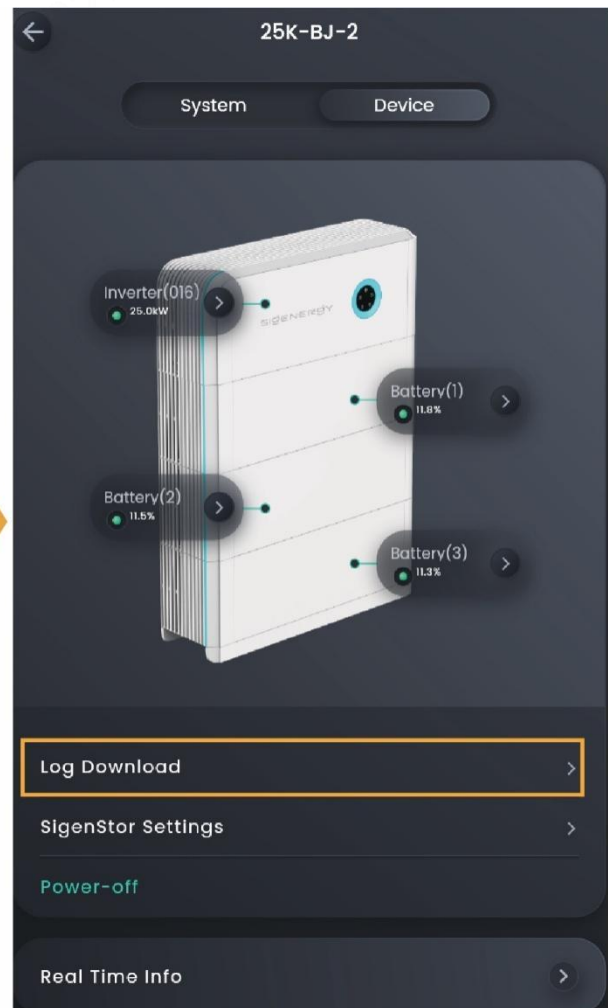 25K-BJ-2
System
Device
Inverter(016)
25.0kW
SIGENERGY
Battery(1)
11.8%
Battery(2)
11.5%
Battery(3)
11.3%
Log Download
SigenStor Settings
Power-off
Real Time Info